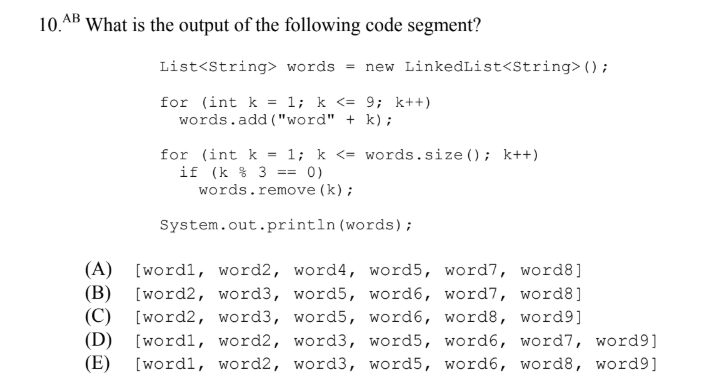 10.AB What is the output of the following code segment?
List<String> words = new LinkedList<String>();
for (int k = 1; k <= 9; k++)
words.add("word" + k);
for (int k = 1; k <= words.size(); k++)
if (k % 3 == 0)
words.remove(k);
System.out.println(words);
(A) [word1, word2, word4, word5, word7, word8]
(B) [word2, word3, word5, word6, word7, word8]
(C) [word2, word3, word5, word6, word8, word9]
(D) [word1, word2, word3, word5, word6, word7, word9]
(E) [word1, word2, word3, word5, word6, word8, word9]